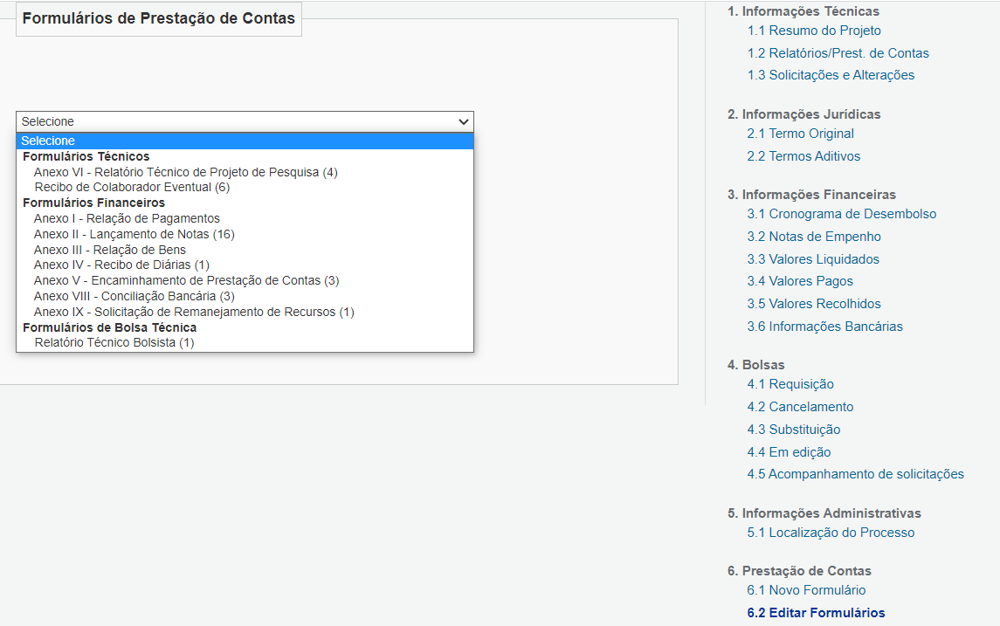 Formulários de Prestação de Contas
Selecione
Selecione
Formulários Técnicos
Anexo VI - Relatório Técnico de Projeto de Pesquisa (4)
Recibo de Colaborador Eventual (6)
Formulários Financeiros
Anexo I - Relação de Pagamentos
Anexo II - Lançamento de Notas (16)
Anexo III - Relação de Bens
Anexo IV - Recibo de Diárias (1)
Anexo V - Encaminhamento de Prestação de Contas (3)
Anexo VIII - Conciliação Bancária (3)
Anexo IX - Solicitação de Remanejamento de Recursos (1)
Formulários de Bolsa Técnica
Relatório Técnico Bolsista (1)
1. Informações Técnicas
1.1 Resumo do Projeto
1.2 Relatórios/Prest. de Contas
1.3 Solicitações e Alterações
2. Informações Jurídicas
2.1 Termo Original
2.2 Termos Aditivos
3. Informações Financeiras
3.1 Cronograma de Desembolso
3.2 Notas de Empenho
3.3 Valores Liquidados
3.4 Valores Pagos
3.5 Valores Recolhidos
3.6 Informações Bancárias
4. Bolsas
4.1 Requisição
4.2 Cancelamento
4.3 Substituição
4.4 Em edição
4.5 Acompanhamento de solicitações
5. Informações Administrativas
5.1 Localização do Processo
6. Prestação de Contas
6.1 Novo Formulário
6.2 Editar Formulários